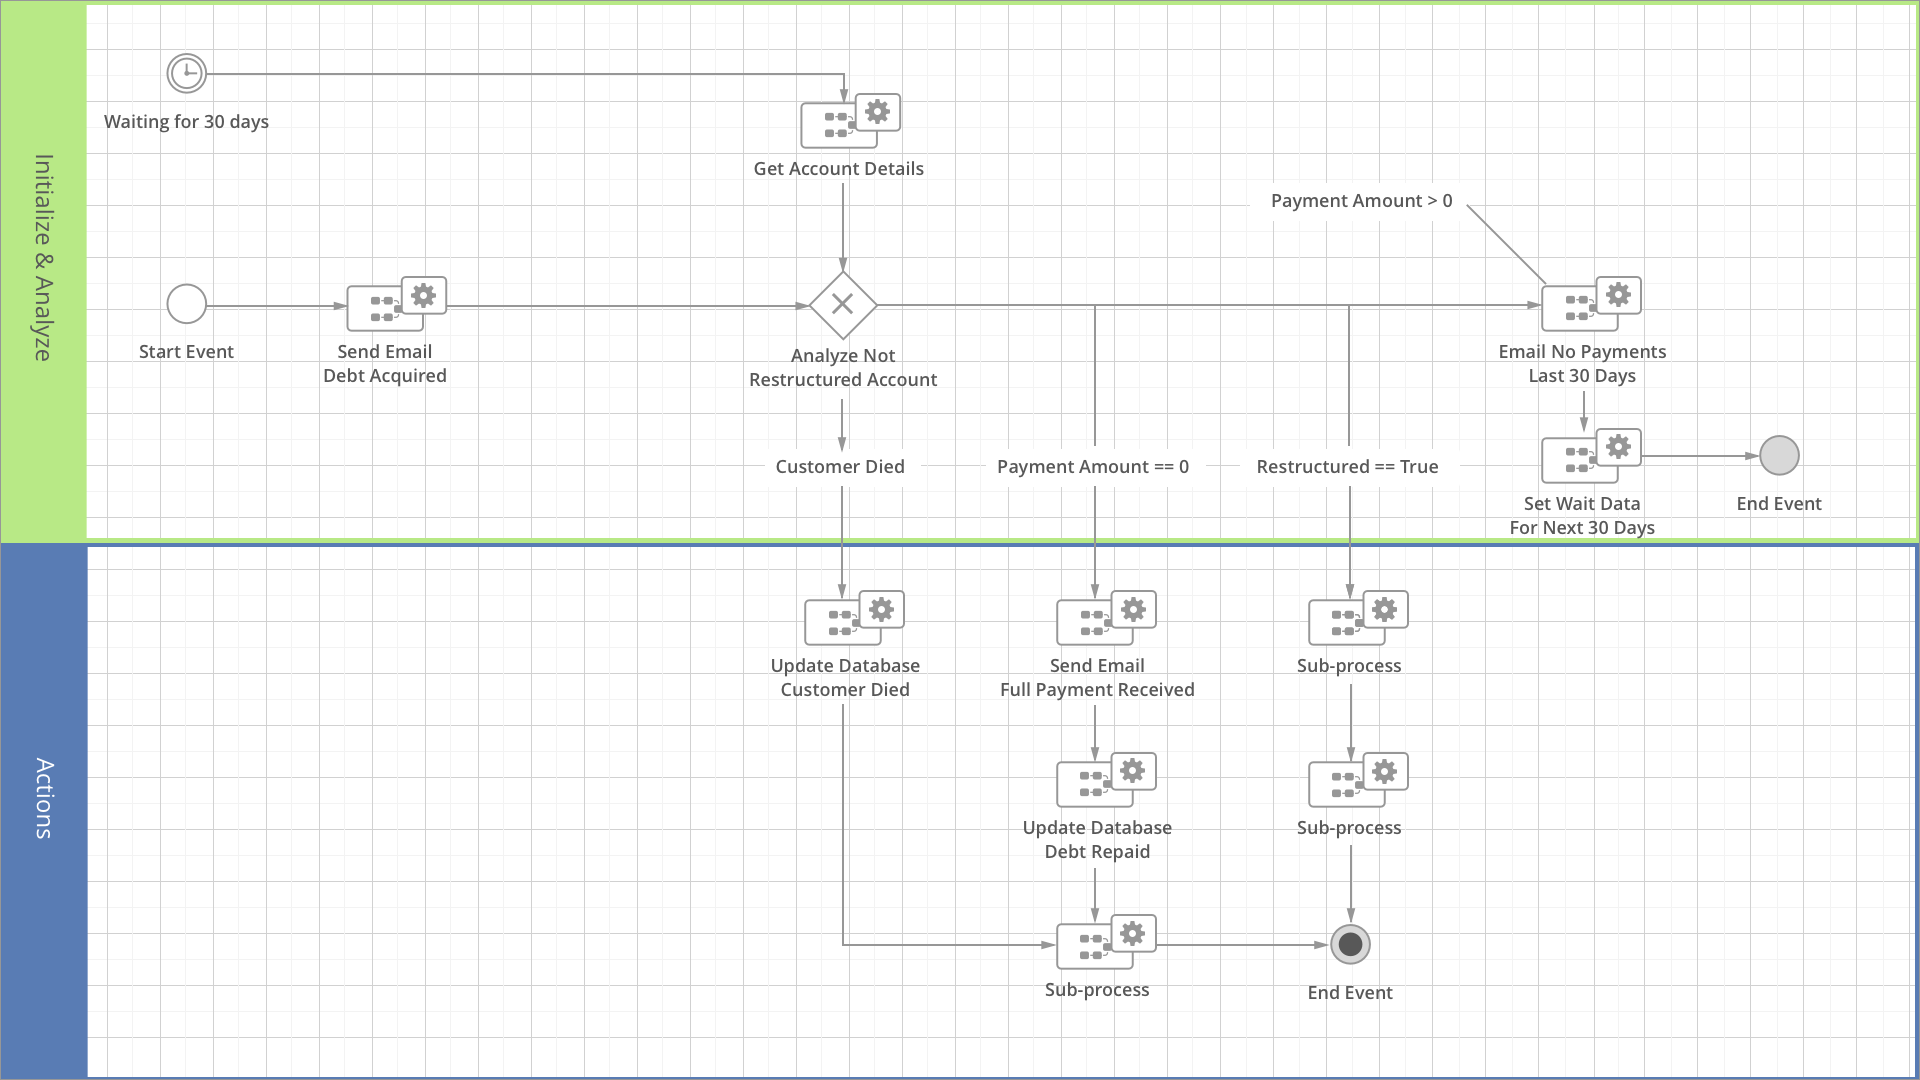 Initialize & Analyze
Waiting for 30 days
Get Account Details
Payment Amount > 0
Start Event
Send Email
Debt Acquired
Analyze Not
Restructured Account
Email No Payments
Last 30 Days
Customer Died
Payment Amount == 0
Restructured == True
Set Wait Data
For Next 30 Days
End Event
Actions
Update Database
Customer Died
Send Email
Full Payment Received
Sub-process
Update Database
Debt Repaid
Sub-process
Sub-process
End Event